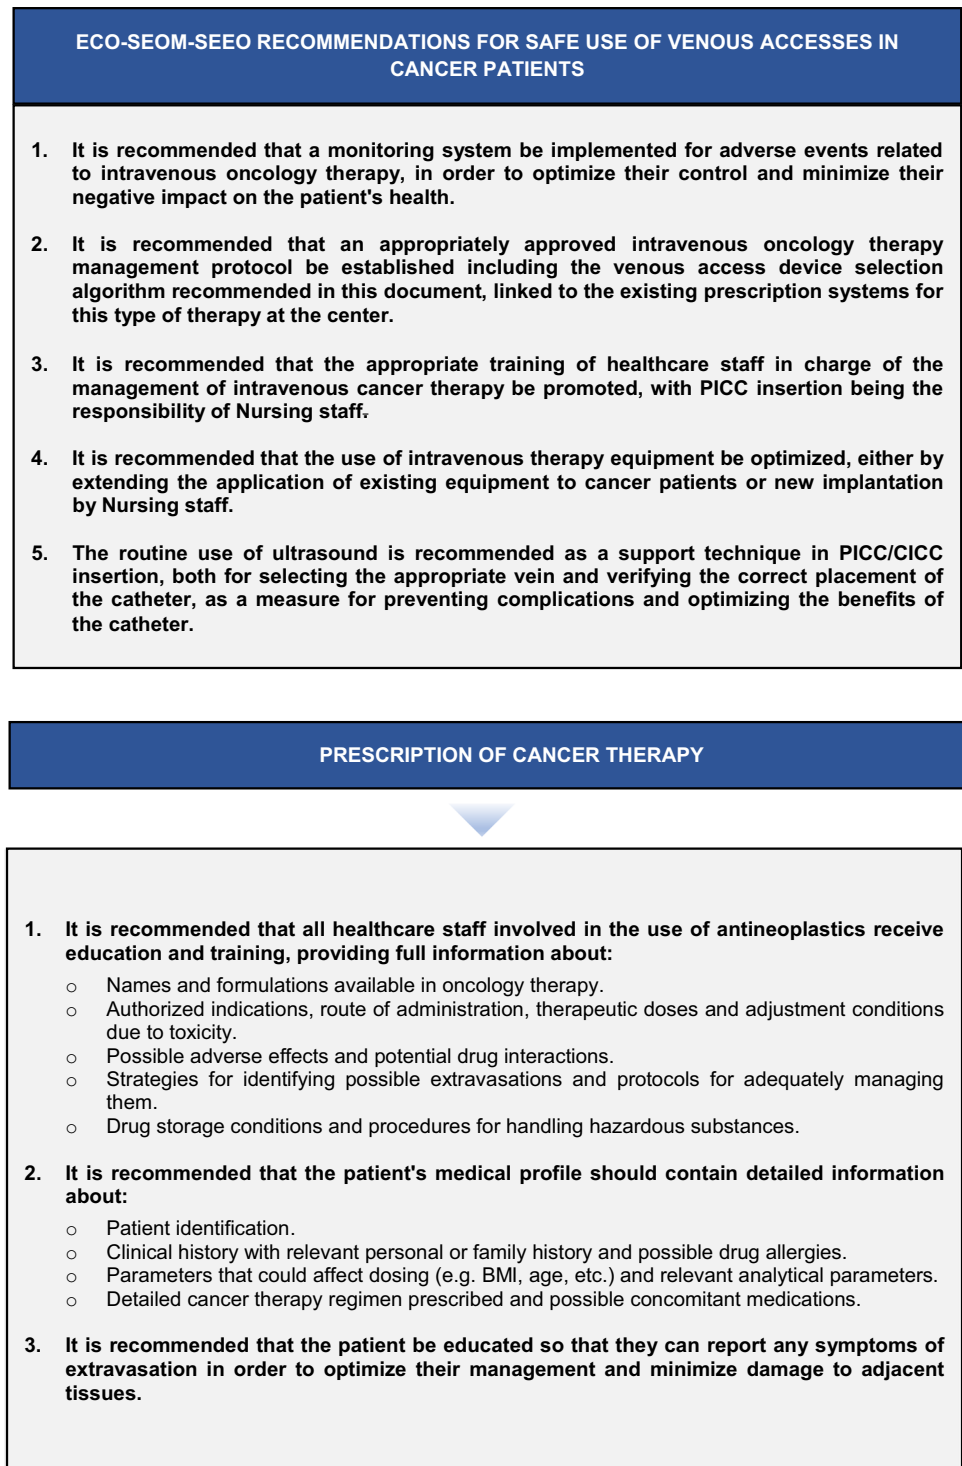 ECO-SEOM-SEEO RECOMMENDATIONS FOR SAFE USE OF VENOUS ACCESSES IN
CANCER PATIENTS
1. It is recommended that a monitoring system be implemented for adverse events related
to intravenous oncology therapy, in order to optimize their control and minimize their
negative impact on the patient's health.
2. It is recommended that an appropriately approved intravenous oncology therapy
management protocol be established including the venous access device selection
algorithm recommended in this document, linked to the existing prescription systems for
this type of therapy at the center.
3. It is recommended that the appropriate training of healthcare staff in charge of the
management of intravenous cancer therapy be promoted, with PICC insertion being the
responsibility of Nursing staff.
4. It is recommended that the use of intravenous therapy equipment be optimized, either by
extending the application of existing equipment to cancer patients or new implantation
by Nursing staff.
5. The routine use of ultrasound is recommended as a support technique in PICC/CICC
insertion, both for selecting the appropriate vein and verifying the correct placement of
the catheter, as a measure for preventing complications and optimizing the benefits of
the catheter.
PRESCRIPTION OF CANCER THERAPY
1. It is recommended that all healthcare staff involved in the use of antineoplastics receive
education and training, providing full information about:
o Names and formulations available in oncology therapy.
o Authorized indications, route of administration, therapeutic doses and adjustment conditions
due to toxicity.
o Possible adverse effects and potential drug interactions.
o Strategies for identifying possible extravasations and protocols for adequately managing
them.
o Drug storage conditions and procedures for handling hazardous substances.
2. It is recommended that the patient's medical profile should contain detailed information
about:
o Patient identification.
o Clinical history with relevant personal or family history and possible drug allergies.
o Parameters that could affect dosing (e.g. BMI, age, etc.) and relevant analytical parameters.
o Detailed cancer therapy regimen prescribed and possible concomitant medications.
3. It is recommended that the patient be educated so that they can report any symptoms of
extravasation in order to optimize their management and minimize damage to adjacent
tissues.